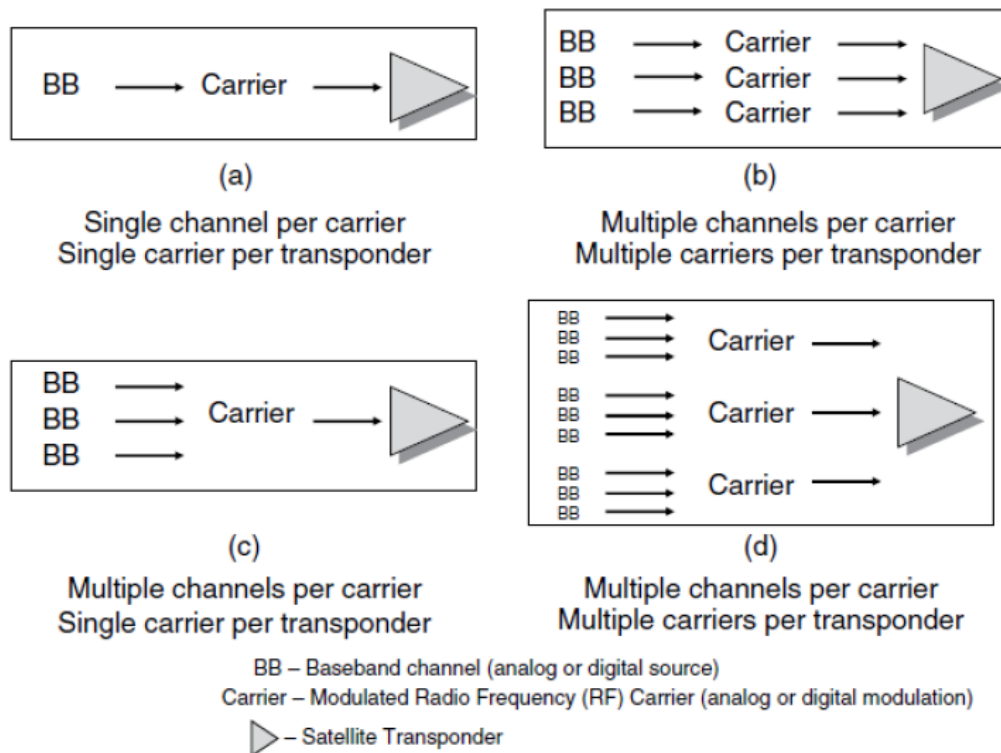 BB Carrier
(a)
Single channel per carrier
Single carrier per transponder
BB Carrier
BB Carrier
BB Carrier
(b)
Multiple channels per carrier
Multiple carriers per transponder
BB
BB Carrier
BB
(c)
Multiple channels per carrier
Single carrier per transponder
BB
BB Carrier
BB
BB
BB Carrier
BB
BB
BB Carrier
BB
(d)
Multiple channels per carrier
Multiple carriers per transponder
BB – Baseband channel (analog or digital source)
Carrier – Modulated Radio Frequency (RF) Carrier (analog or digital modulation)
– Satellite Transponder